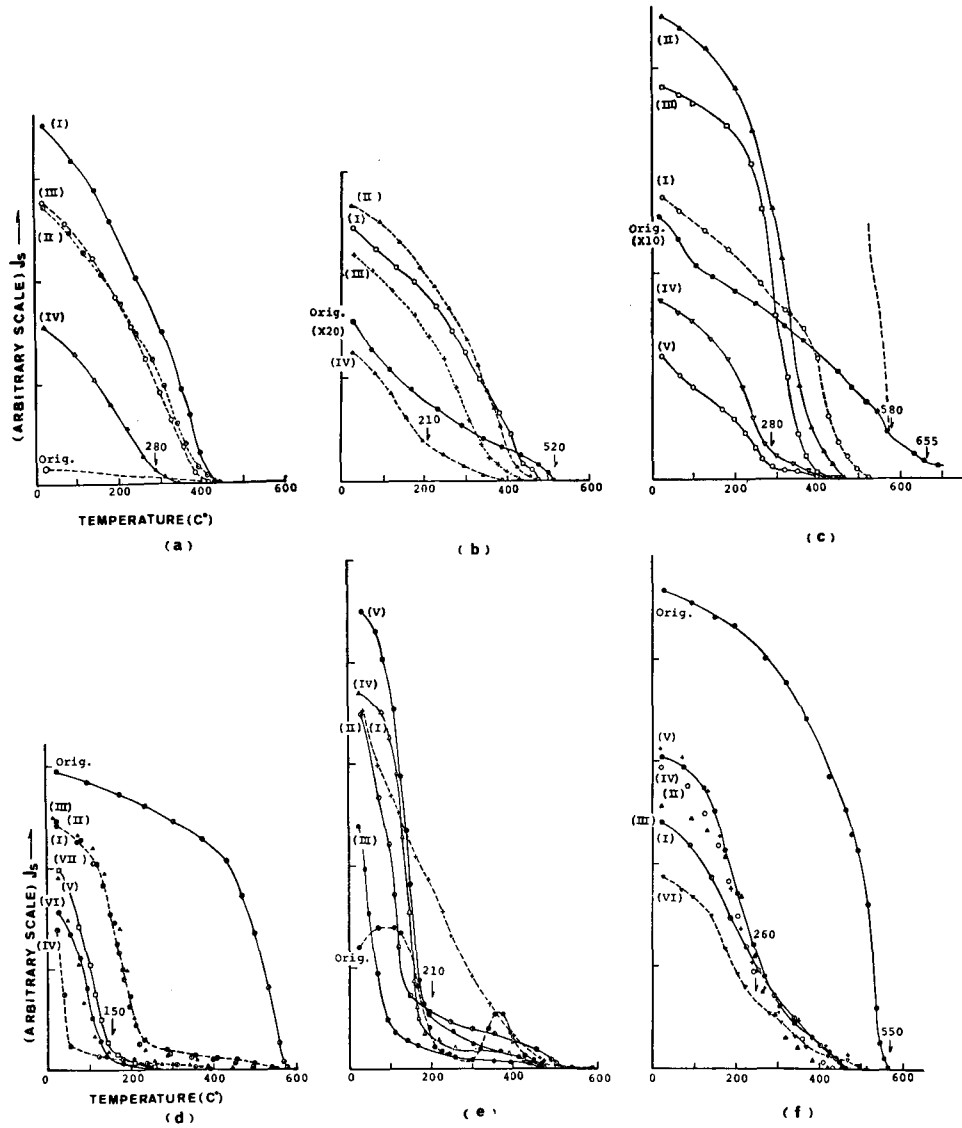 (ARBITRARY SCALE) Js
(I)
(III)
(II)
(IV)
280
Orig.
0 200 400 600
TEMPERATURE(C°)
(a)
(II)
(I)
(III)
Orig.
(X20)
(IV)
210
520
0 200 400 600
(b)
(II)
(III)
(I)
Orig.
(X10)
(IV)
(V)
280
580
655
0 200 400 600
(c)
(ARBITRARY SCALE) Js
Orig.
(III)
(II)
(I)
(VII)
(V)
(VI)
(IV)
150
0 200 400 600
TEMPERATURE(C°)
(d)
(V)
(IV)
(II) (I)
(III)
Orig.
210
0 200 400 600
(e)
Orig.
(V)
(IV)
(II)
(III)
(I)
(VI)
260
550
0 200 400 600
(f)